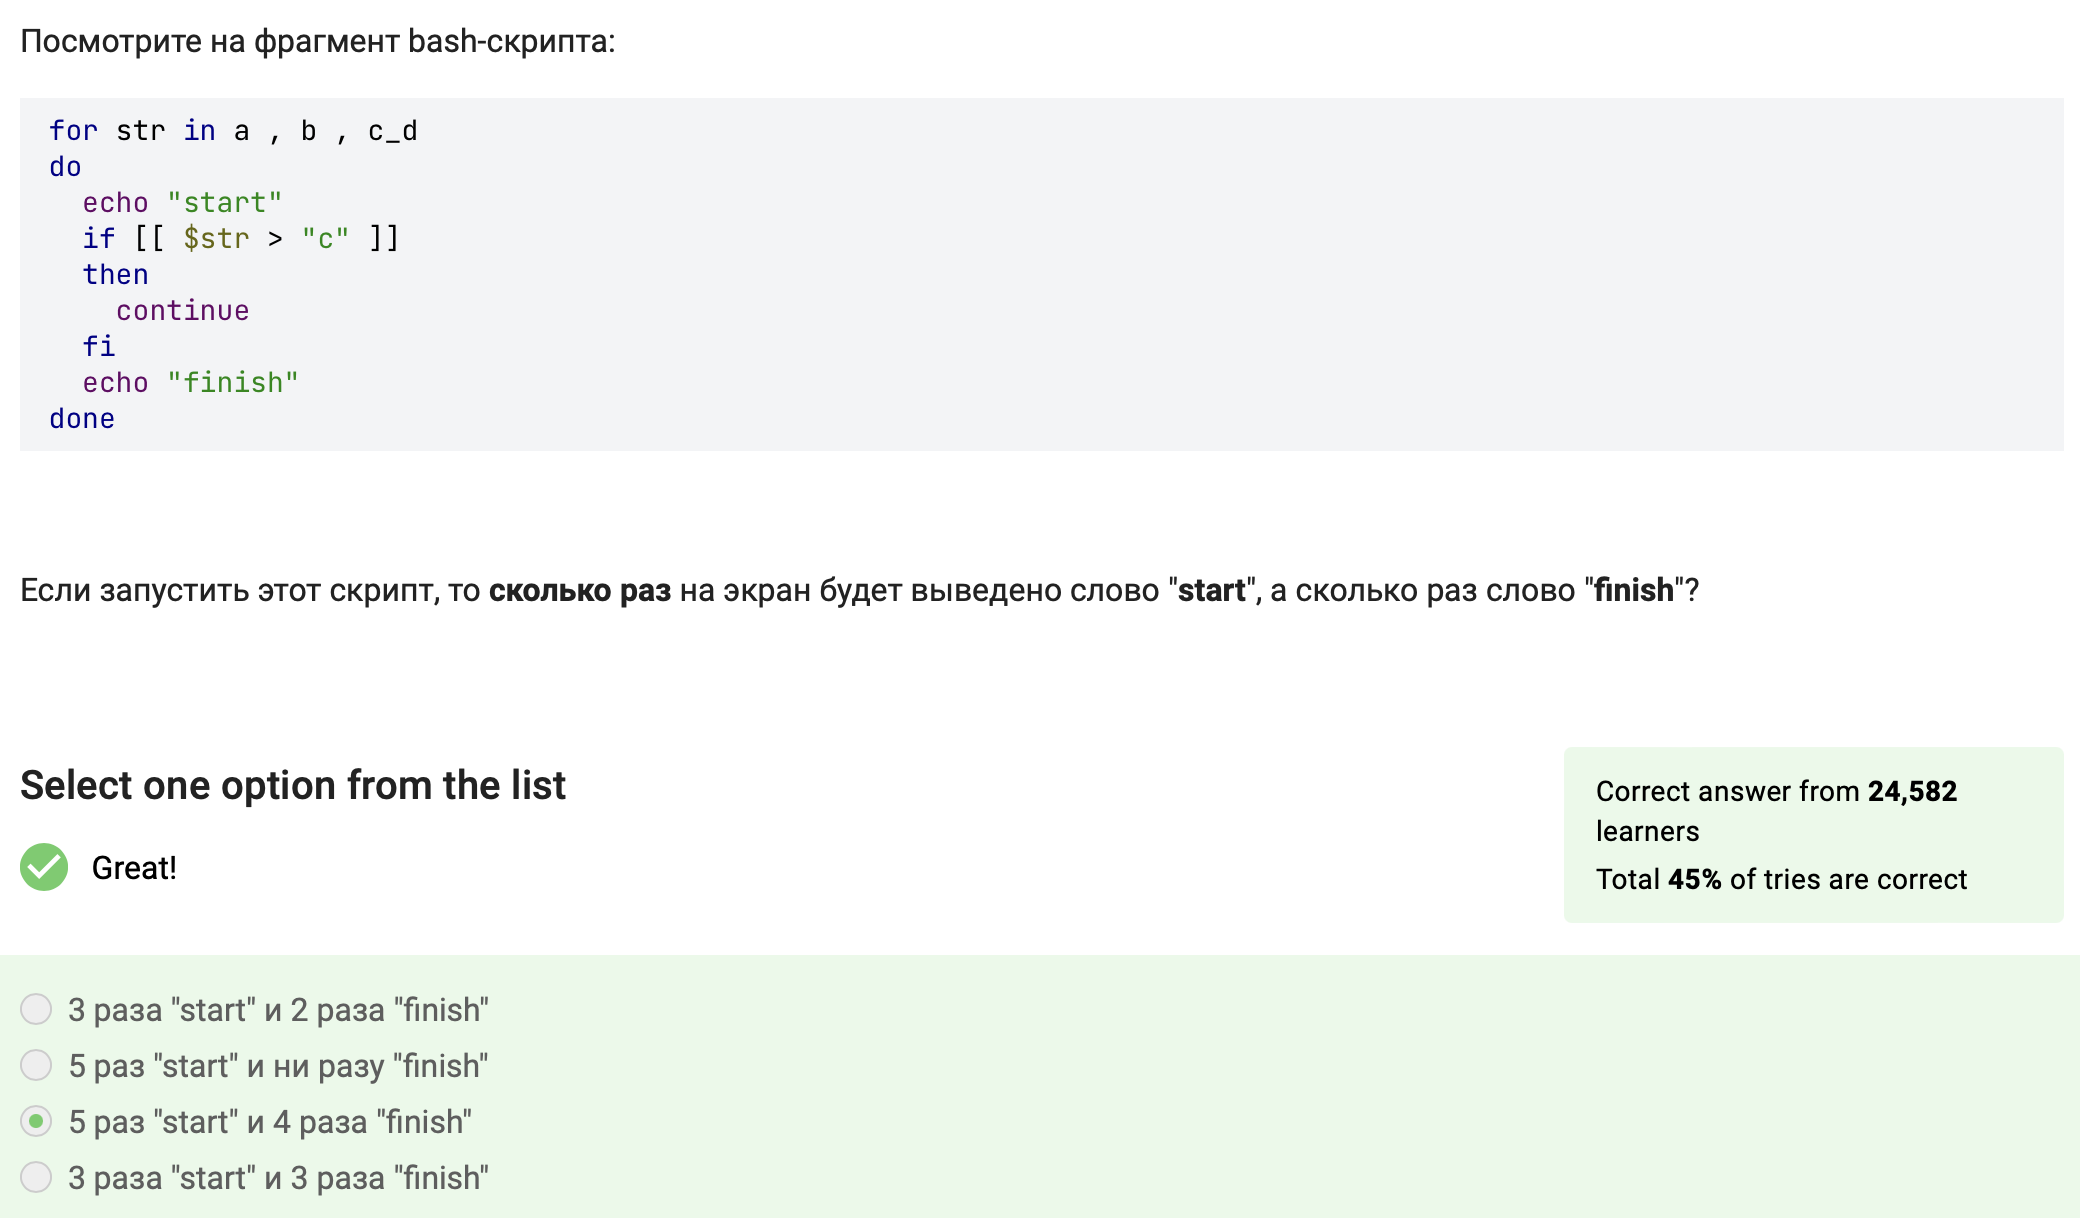 Посмотрите на фрагмент bash-скрипта:
for str in a , b , c_d
do
  echo "start"
  if [[ $str > "c" ]]
  then
    continue
  fi
  echo "finish"
done
Если запустить этот скрипт, то сколько раз на экран будет выведено слово "start", а сколько раз слово "finish"?
Select one option from the list
Correct answer from 24,582
learners
Total 45% of tries are correct
Great!
3 раза "start" и 2 раза "finish"
5 раз "start" и ни разу "finish"
5 раз "start" и 4 раза "finish"
3 раза "start" и 3 раза "finish"